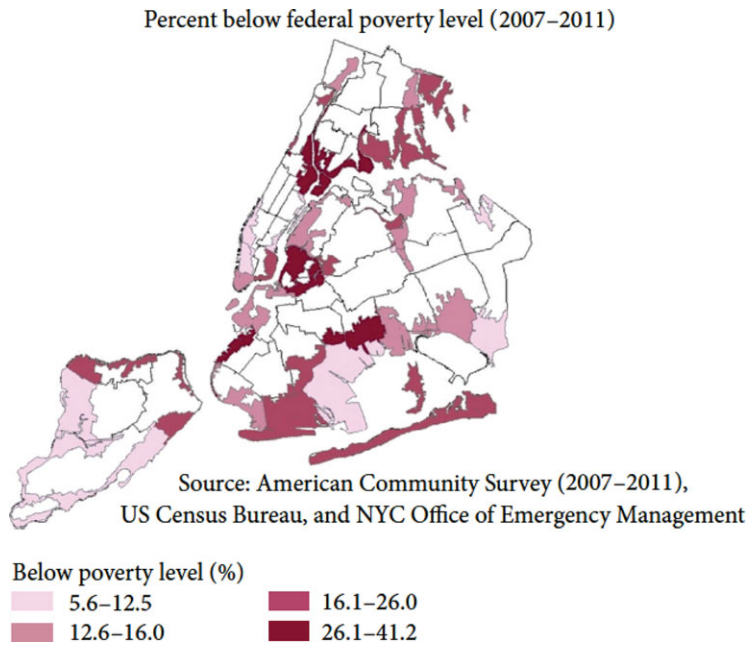 Percent below federal poverty level (2007–2011)
Source: American Community Survey (2007–2011),
US Census Bureau, and NYC Office of Emergency Management
Below poverty level (%)
5.6–12.5
16.1–26.0
12.6–16.0
26.1–41.2